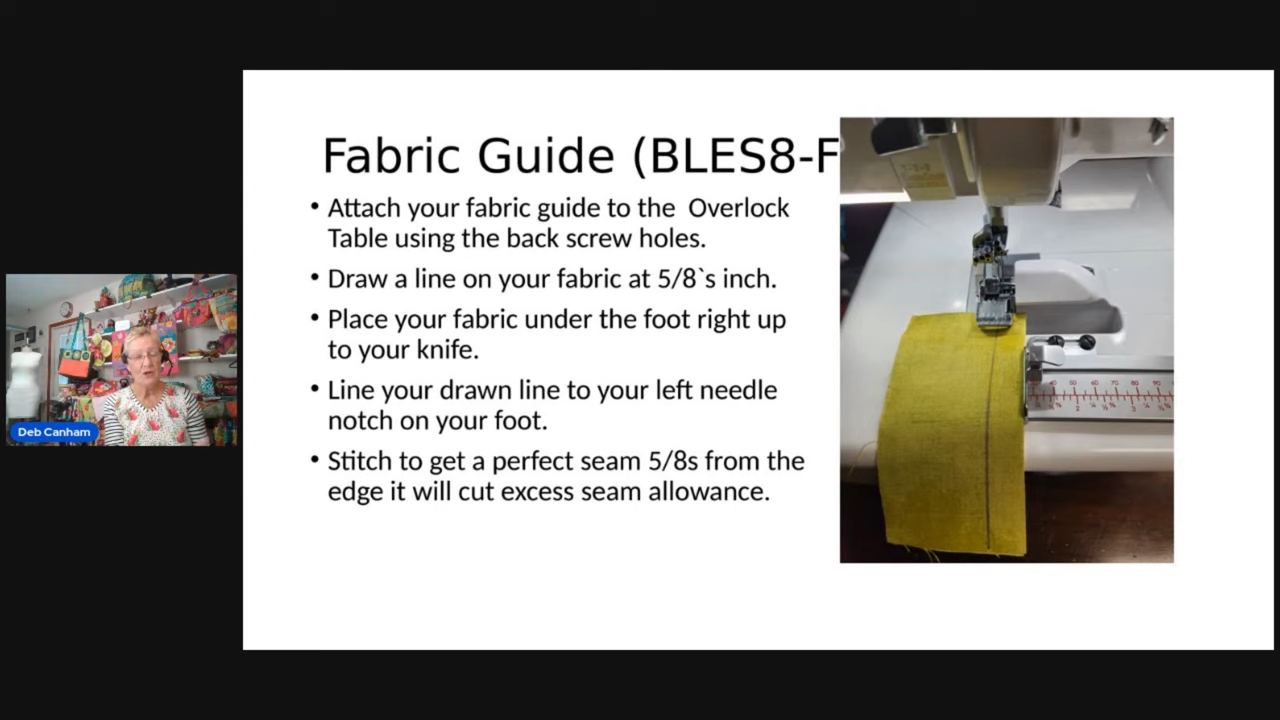 Fabric Guide (BLES8-F
• Attach your fabric guide to the  Overlock
Table using the back screw holes.
• Draw a line on your fabric at 5/8`s inch.
• Place your fabric under the foot right up
to your knife.
• Line your drawn line to your left needle
notch on your foot.
• Stitch to get a perfect seam 5/8s from the
edge it will cut excess seam allowance.
Deb Canham